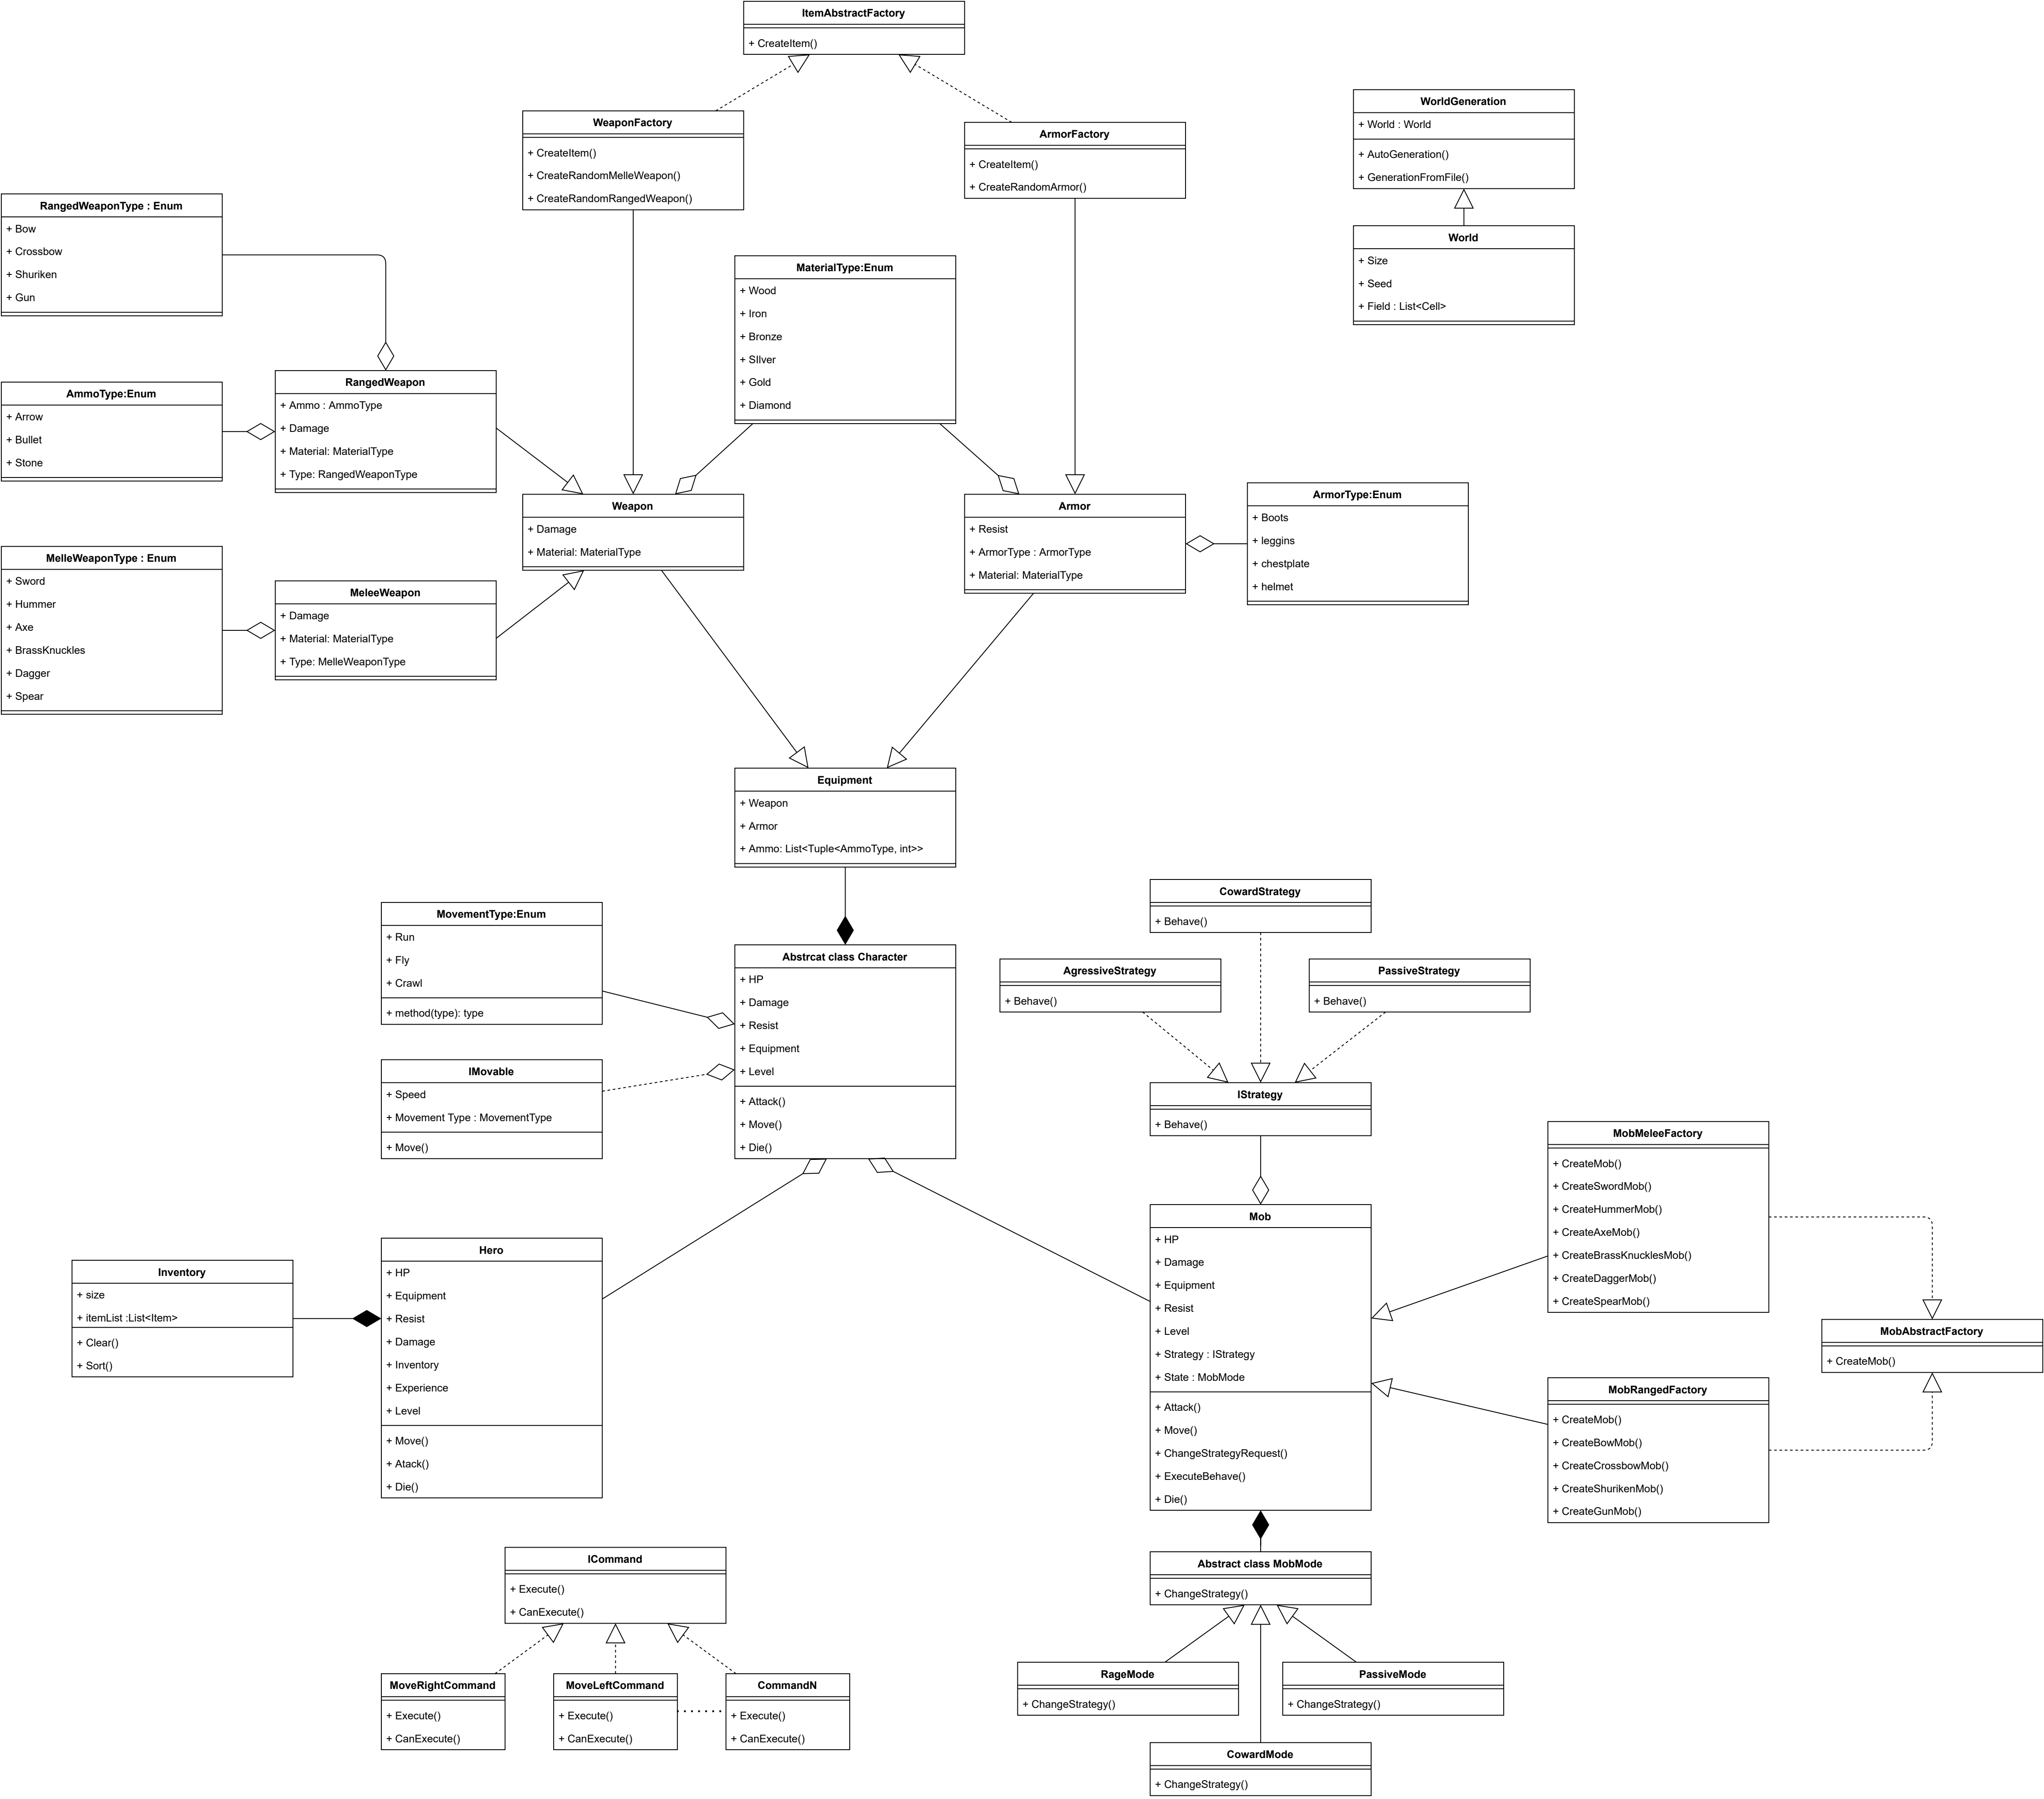 ItemAbstractFactory
+ CreateItem()
WeaponFactory
+ CreateItem()
+ CreateRandomMelleWeapon()
+ CreateRandomRangedWeapon()
ArmorFactory
+ CreateItem()
+ CreateRandomArmor()
WorldGeneration
+ World : World
+ AutoGeneration()
+ GenerationFromFile()
World
+ Size
+ Seed
+ Field : List<Cell>
RangedWeaponType : Enum
+ Bow
+ Crossbow
+ Shuriken
+ Gun
MaterialType:Enum
+ Wood
+ Iron
+ Bronze
+ SIlver
+ Gold
+ Diamond
AmmoType:Enum
+ Arrow
+ Bullet
+ Stone
RangedWeapon
+ Ammo : AmmoType
+ Damage
+ Material: MaterialType
+ Type: RangedWeaponType
Weapon
+ Damage
+ Material: MaterialType
Armor
+ Resist
+ ArmorType : ArmorType
+ Material: MaterialType
ArmorType:Enum
+ Boots
+ leggins
+ chestplate
+ helmet
MelleWeaponType : Enum
+ Sword
+ Hummer
+ Axe
+ BrassKnuckles
+ Dagger
+ Spear
MeleeWeapon
+ Damage
+ Material: MaterialType
+ Type: MelleWeaponType
Equipment
+ Weapon
+ Armor
+ Ammo: List<Tuple<AmmoType, int>>
MovementType:Enum
+ Run
+ Fly
+ Crawl
+ method(type): type
IMovable
+ Speed
+ Movement Type : MovementType
+ Move()
Abstrcat class Character
+ HP
+ Damage
+ Resist
+ Equipment
+ Level
+ Attack()
+ Move()
+ Die()
CowardStrategy
+ Behave()
AgressiveStrategy
+ Behave()
PassiveStrategy
+ Behave()
IStrategy
+ Behave()
MobMeleeFactory
+ CreateMob()
+ CreateSwordMob()
+ CreateHummerMob()
+ CreateAxeMob()
+ CreateBrassKnucklesMob()
+ CreateDaggerMob()
+ CreateSpearMob()
MobAbstractFactory
+ CreateMob()
MobRangedFactory
+ CreateMob()
+ CreateBowMob()
+ CreateCrossbowMob()
+ CreateShurikenMob()
+ CreateGunMob()
Mob
+ HP
+ Damage
+ Equipment
+ Resist
+ Level
+ Strategy : IStrategy
+ State : MobMode
+ Attack()
+ Move()
+ ChangeStrategyRequest()
+ ExecuteBehave()
+ Die()
Inventory
+ size
+ itemList :List<Item>
+ Clear()
+ Sort()
Hero
+ HP
+ Equipment
+ Resist
+ Damage
+ Inventory
+ Experience
+ Level
+ Move()
+ Atack()
+ Die()
ICommand
+ Execute()
+ CanExecute()
MoveRightCommand
+ Execute()
+ CanExecute()
MoveLeftCommand
+ Execute()
+ CanExecute()
CommandN
+ Execute()
+ CanExecute()
Abstract class MobMode
+ ChangeStrategy()
RageMode
+ ChangeStrategy()
PassiveMode
+ ChangeStrategy()
CowardMode
+ ChangeStrategy()